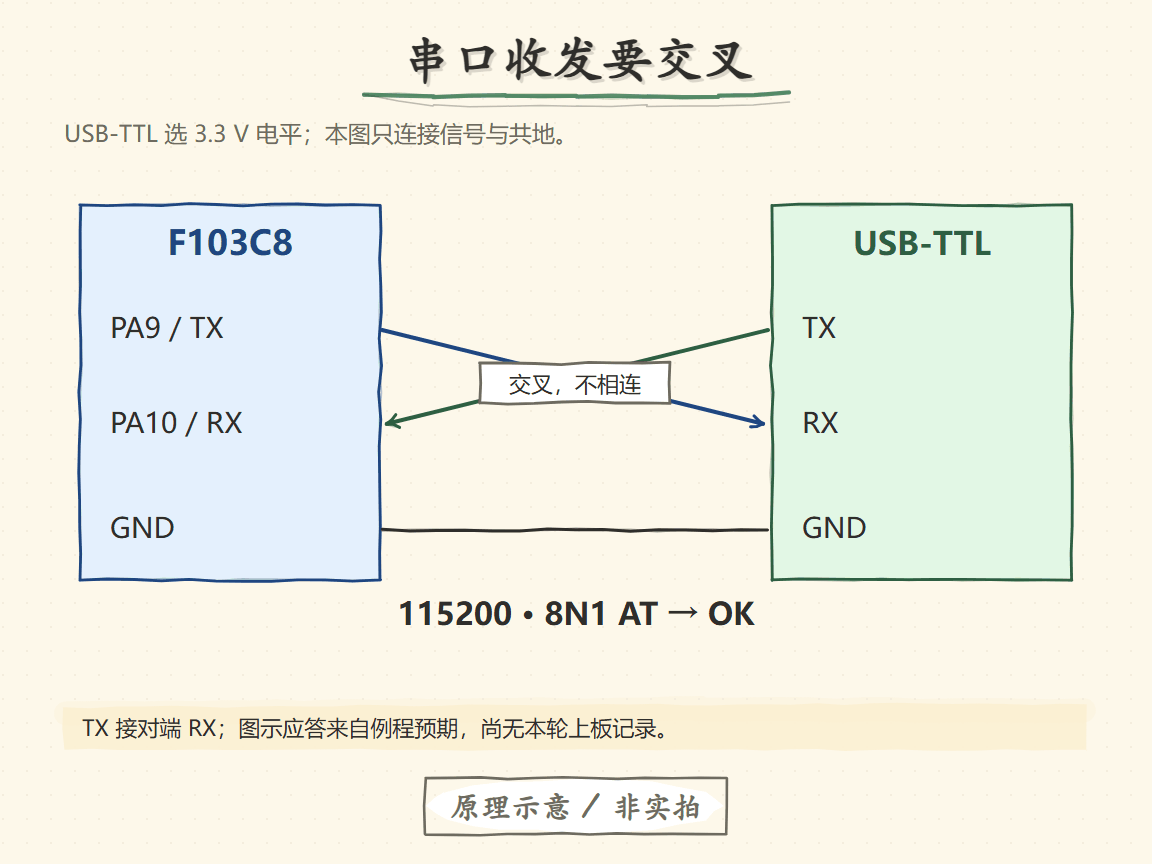 串口收发要交叉
USB-TTL 选 3.3 V 电平；本图只连接信号与共地。
F103C8
USB-TTL
PA9 / TX
TX
交叉，不相连
PA10 / RX
RX
GND
GND
115200 • 8N1 AT → OK
TX 接对端 RX；图示应答来自例程预期，尚无本轮上板记录。
原理示意 / 非实拍